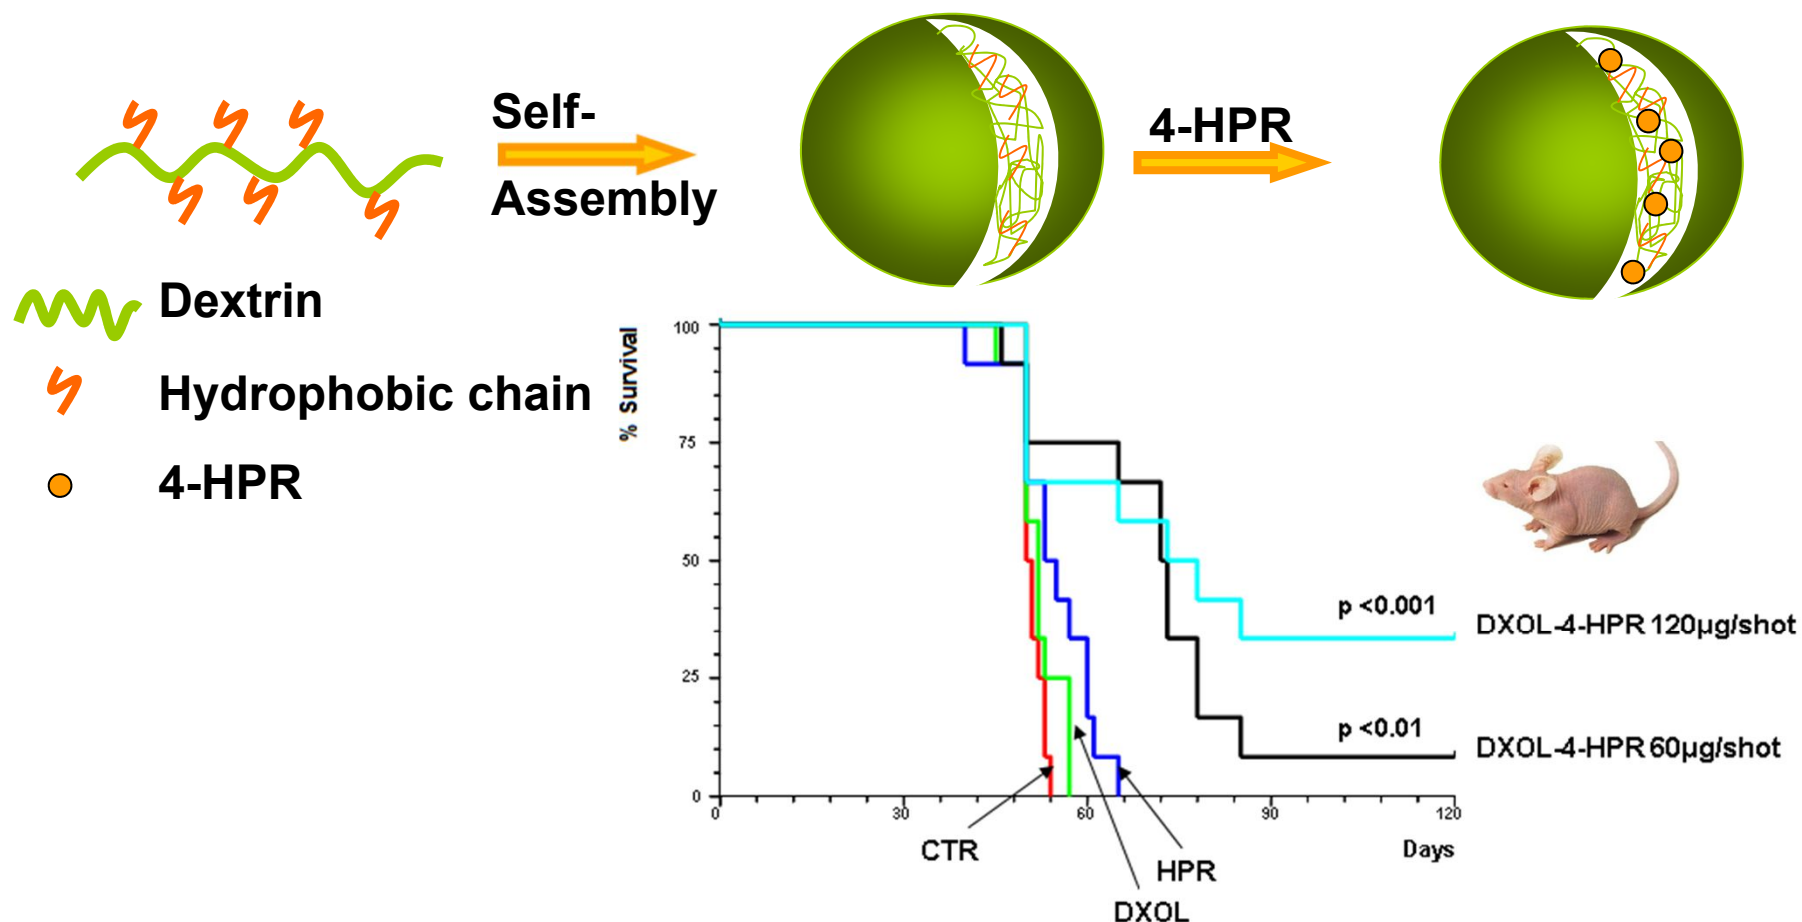 Self-
Assembly
4-HPR
Dextrin
Hydrophobic chain
4-HPR
% Survival
100
75
50
25
0
0
30
60
90
120
Days
p <0.001
DXOL-4-HPR 120µg/shot
p <0.01
DXOL-4-HPR 60µg/shot
CTR
HPR
DXOL